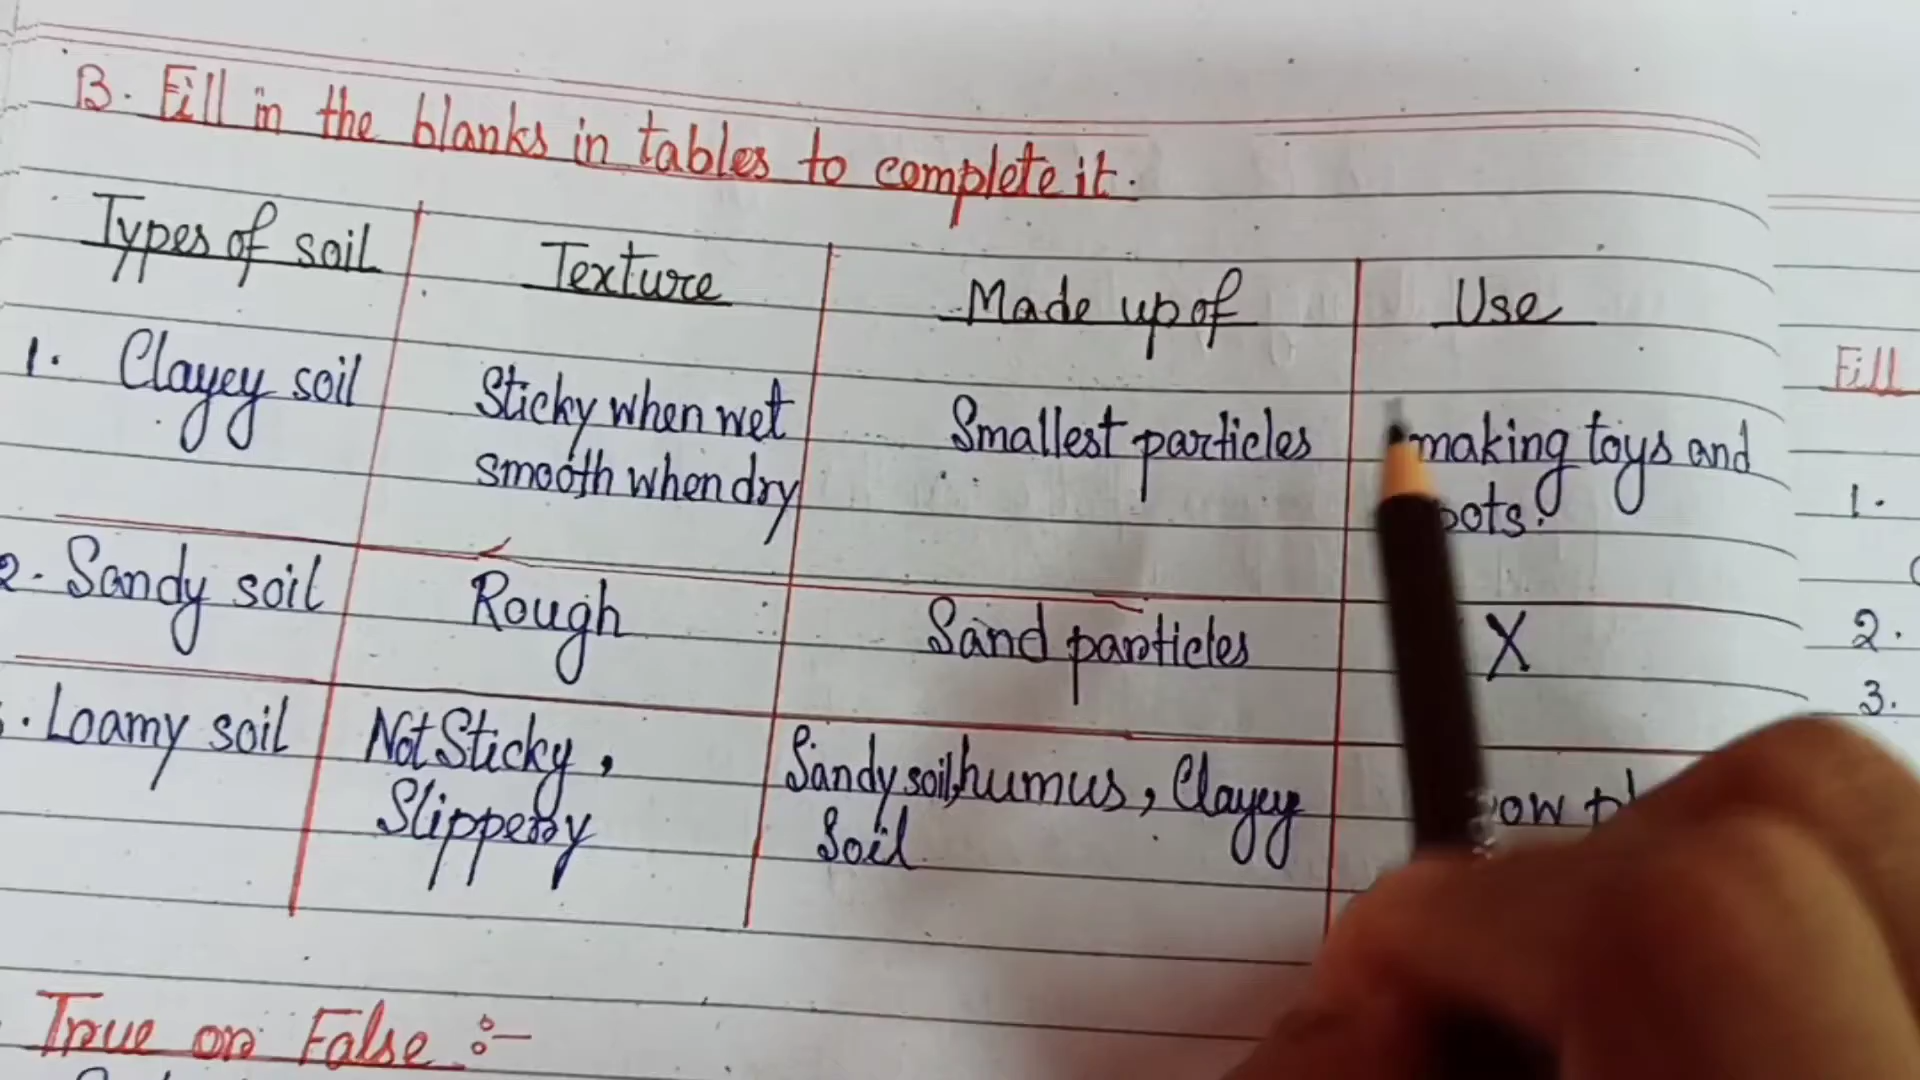 B. Fill in the blanks in tables to complete it.
Types of soil Texture Made up of Use
1. Clayey soil Sticky when wet Smallest particles making toys and
smooth when dry pots.
2. Sandy soil Rough Sand particles X
. Loamy soil Not Sticky, Sandy soil, humus, Clayey
Slippery Soil
True or False :-
Fill
1.
2.
3.